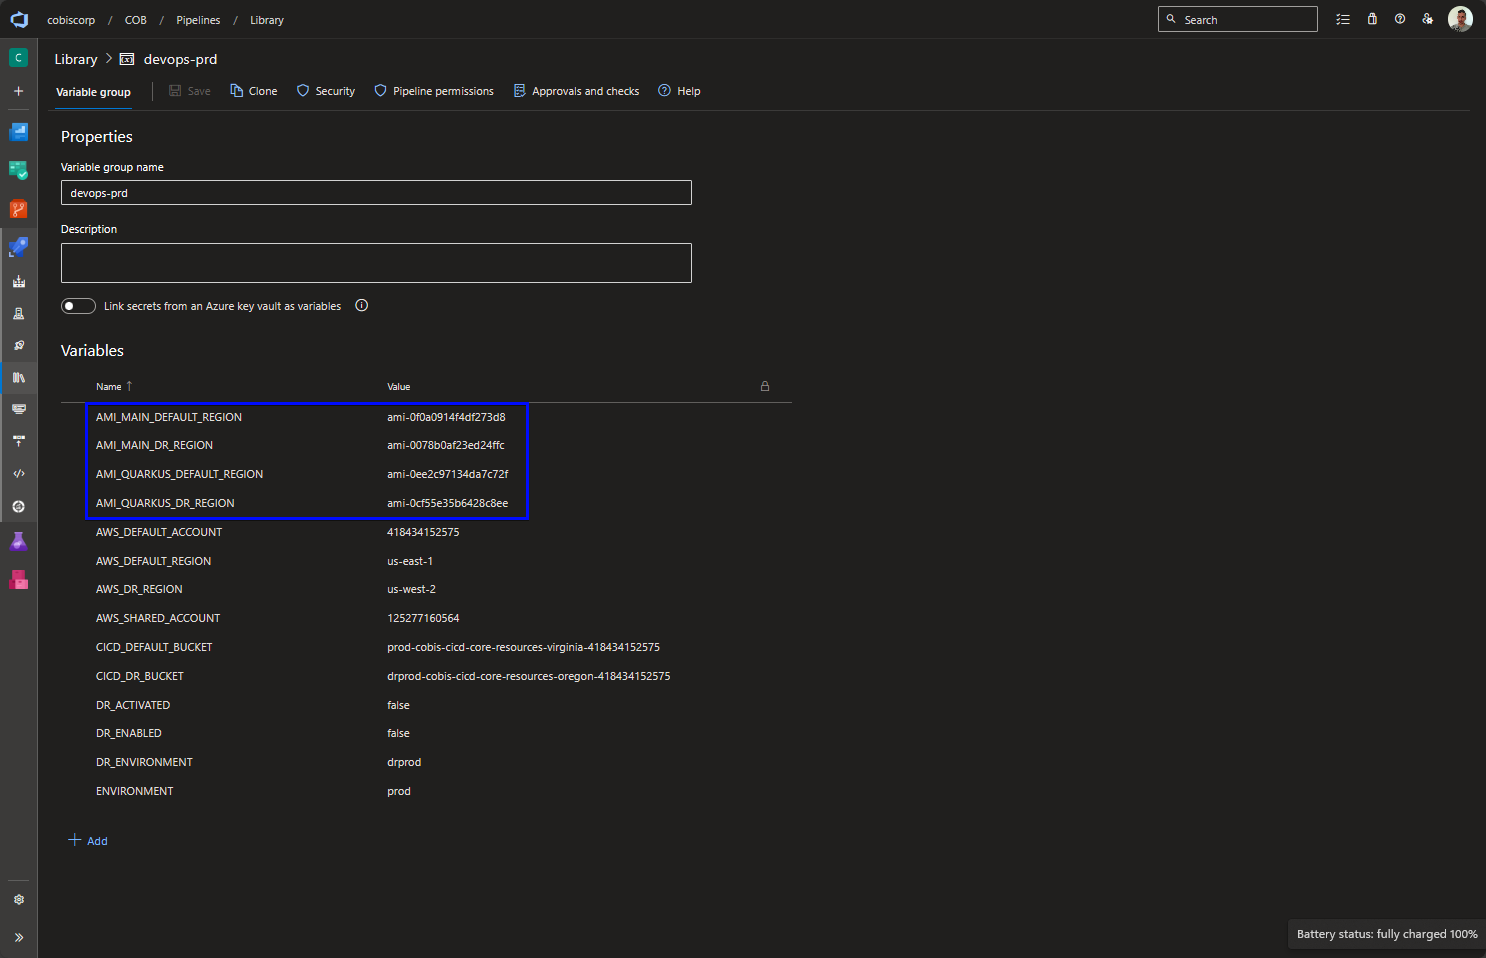 cobiscorp / COB / Pipelines / Library
Search
C
Library > devops-prd
Variable group Save Clone Security Pipeline permissions Approvals and checks Help
Properties
Variable group name
devops-prd
Description
Link secrets from an Azure key vault as variables
Variables
Name ↑ Value
AMI_MAIN_DEFAULT_REGION ami-0f0a0914f4df273d8
AMI_MAIN_DR_REGION ami-0078b0af23ed24ffc
AMI_QUARKUS_DEFAULT_REGION ami-0ee2c97134da7c72f
AMI_QUARKUS_DR_REGION ami-0cf55e35b6428c8ee
AWS_DEFAULT_ACCOUNT 418434152575
AWS_DEFAULT_REGION us-east-1
AWS_DR_REGION us-west-2
AWS_SHARED_ACCOUNT 125277160564
CICD_DEFAULT_BUCKET prod-cobis-cicd-core-resources-virginia-418434152575
CICD_DR_BUCKET drprod-cobis-cicd-core-resources-oregon-418434152575
DR_ACTIVATED false
DR_ENABLED false
DR_ENVIRONMENT drprod
ENVIRONMENT prod
+ Add
Battery status: fully charged 100%